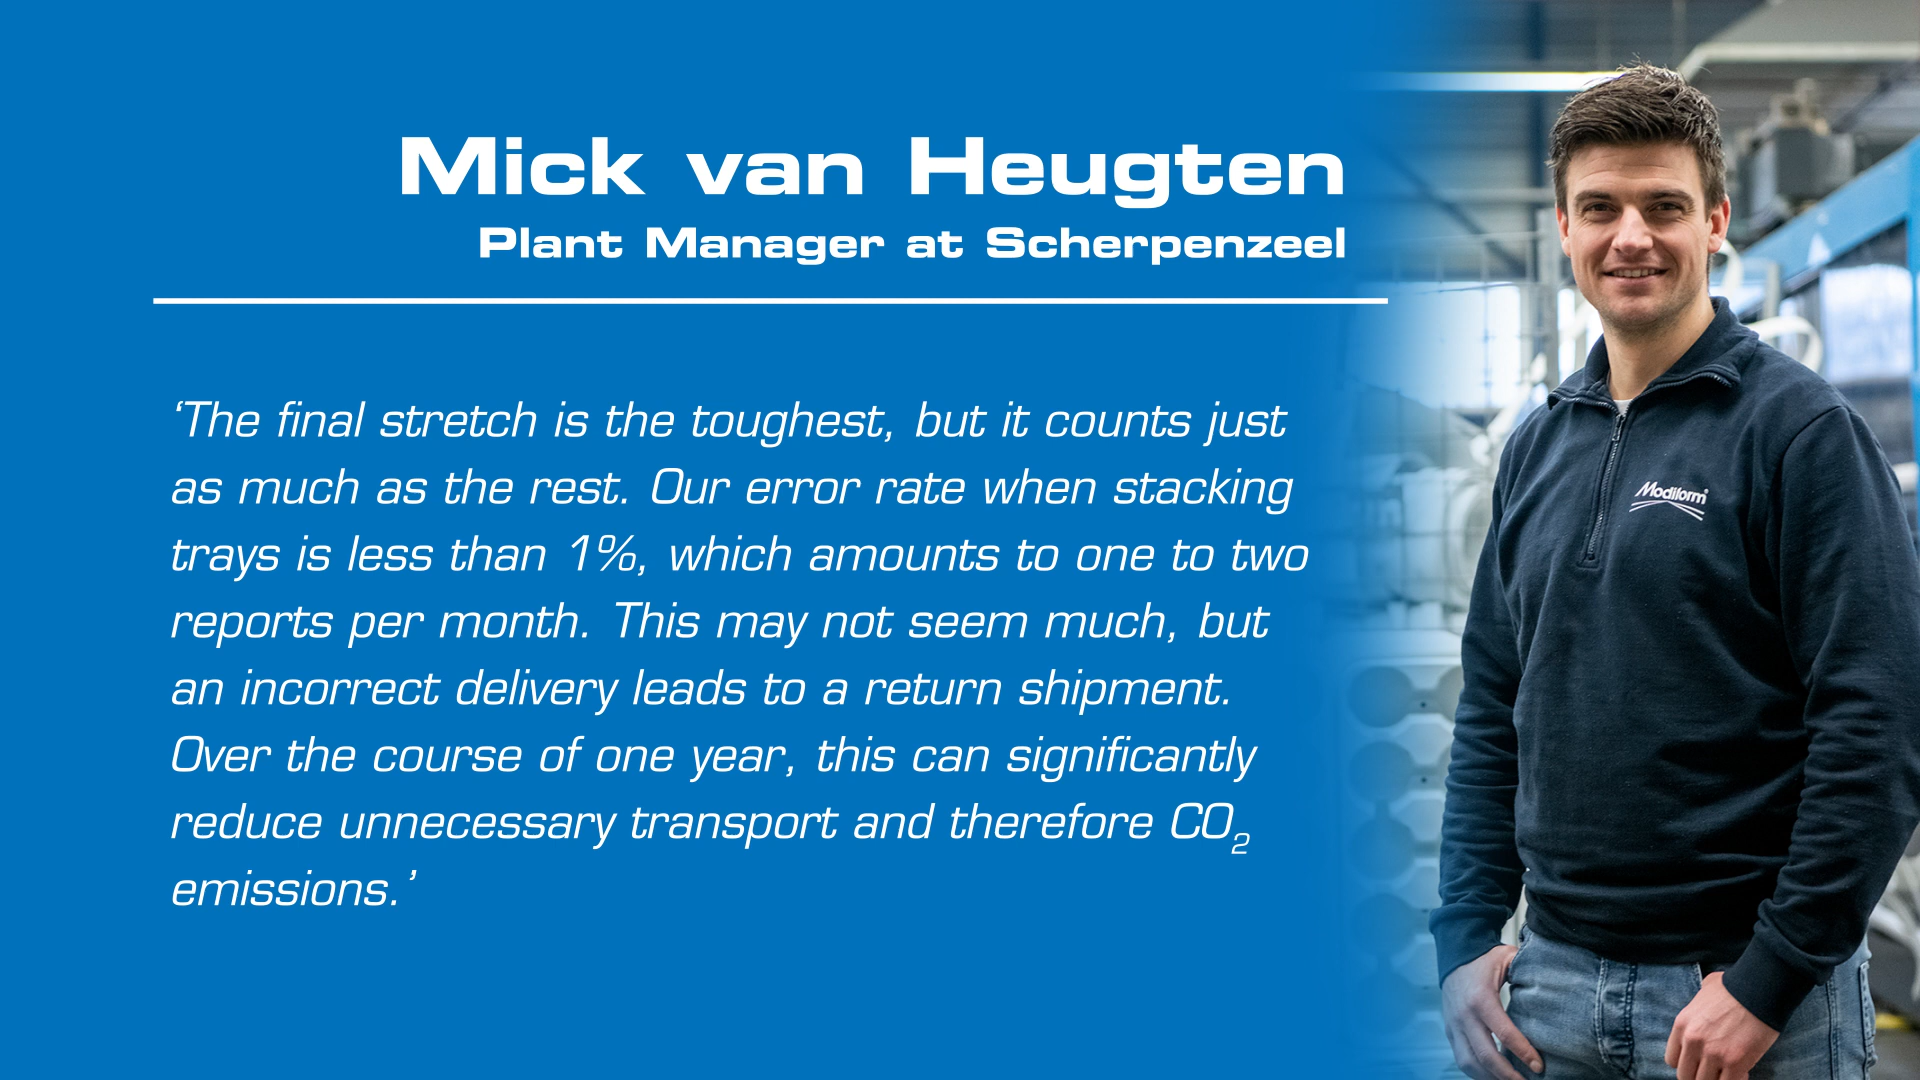 Mick van Heugten
Plant Manager at Scherpenzeel
‘The final stretch is the toughest, but it counts just
as much as the rest. Our error rate when stacking
trays is less than 1%, which amounts to one to two
reports per month. This may not seem much, but
an incorrect delivery leads to a return shipment.
Over the course of one year, this can significantly
reduce unnecessary transport and therefore CO₂
emissions.’
Modiform®